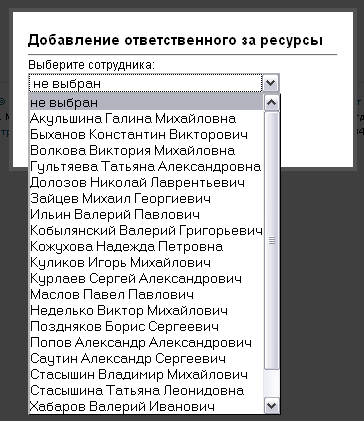 Добавление ответственного за ресурсы
Выберите сотрудника:
не выбран
не выбран
Акульшина Галина Михайловна
Быханов Константин Викторович
Волкова Виктория Михайловна
Гультяева Татьяна Александровна
Долозов Николай Лаврентьевич
Зайцев Михаил Георгиевич
Ильин Валерий Павлович
Кобылянский Валерий Григорьевич
Кожухова Надежда Петровна
Куликов Игорь Михайлович
Курлаев Сергей Александрович
Маслов Павел Павлович
Неделько Виктор Михайлович
Поздняков Борис Сергеевич
Попов Александр Александрович
Саутин Александр Сергеевич
Стасышин Владимир Михайлович
Стасышина Татьяна Леонидовна
Хабаров Валерий Иванович